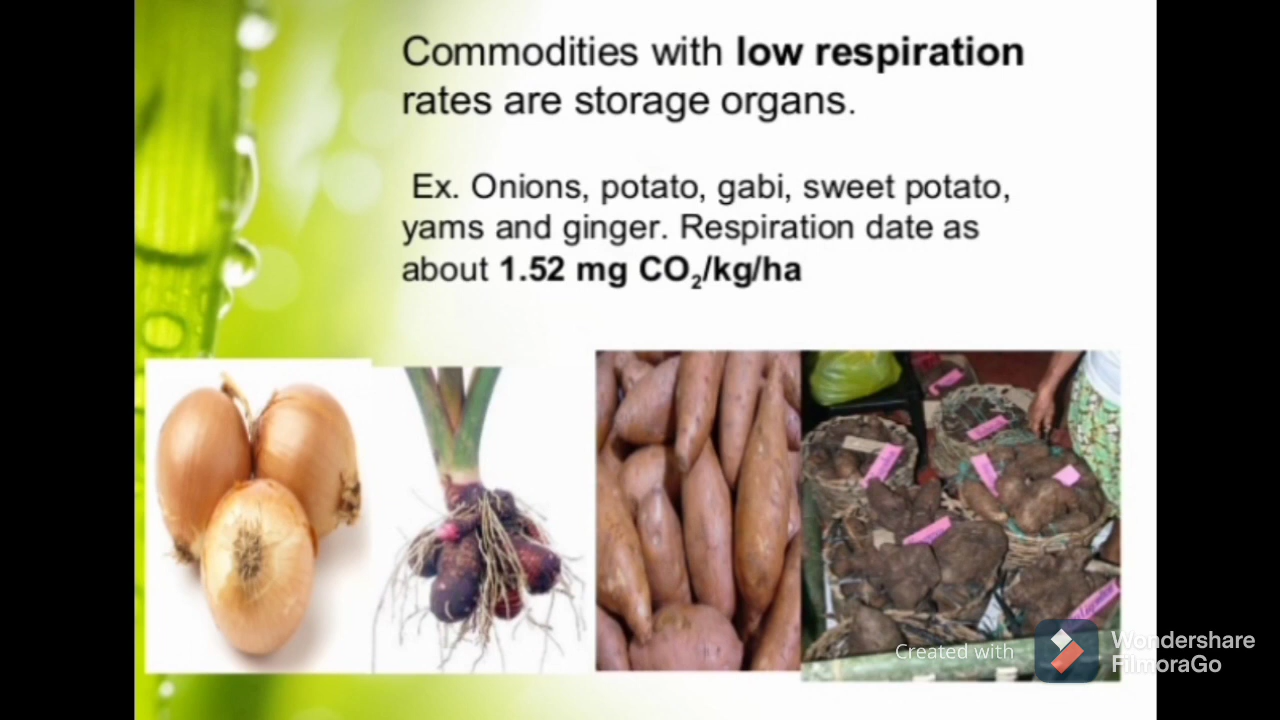 Commodities with low respiration
rates are storage organs.
Ex. Onions, potato, gabi, sweet potato,
yams and ginger. Respiration date as
about 1.52 mg CO₂/kg/ha
Created with
Wondershare
FilmoraGo